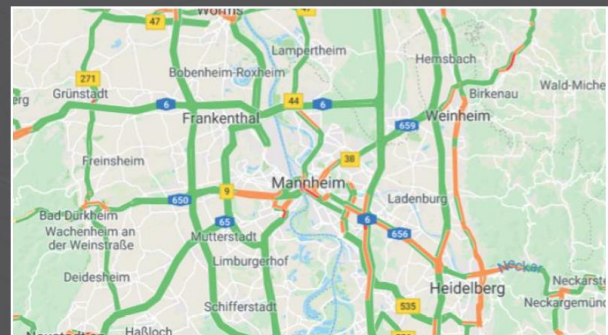 Worms
47
47
Lampertheim
Hemsbach
271
Bobenheim-Roxheim
Birkenau
Wald-Miche
erg
Grünstadt
6
44
6
Frankenthal
659
Weinheim
Freinsheim
38
Mannheim
Ladenburg
650
9
Bad Dürkheim
65
6
656
Wachenheim an
der Weinstraße
Mutterstadt
Limburgerhof
Neckar
Deidesheim
Heidelberg
Neckarste
Neckargemünd
Schifferstadt
535
Haßloch